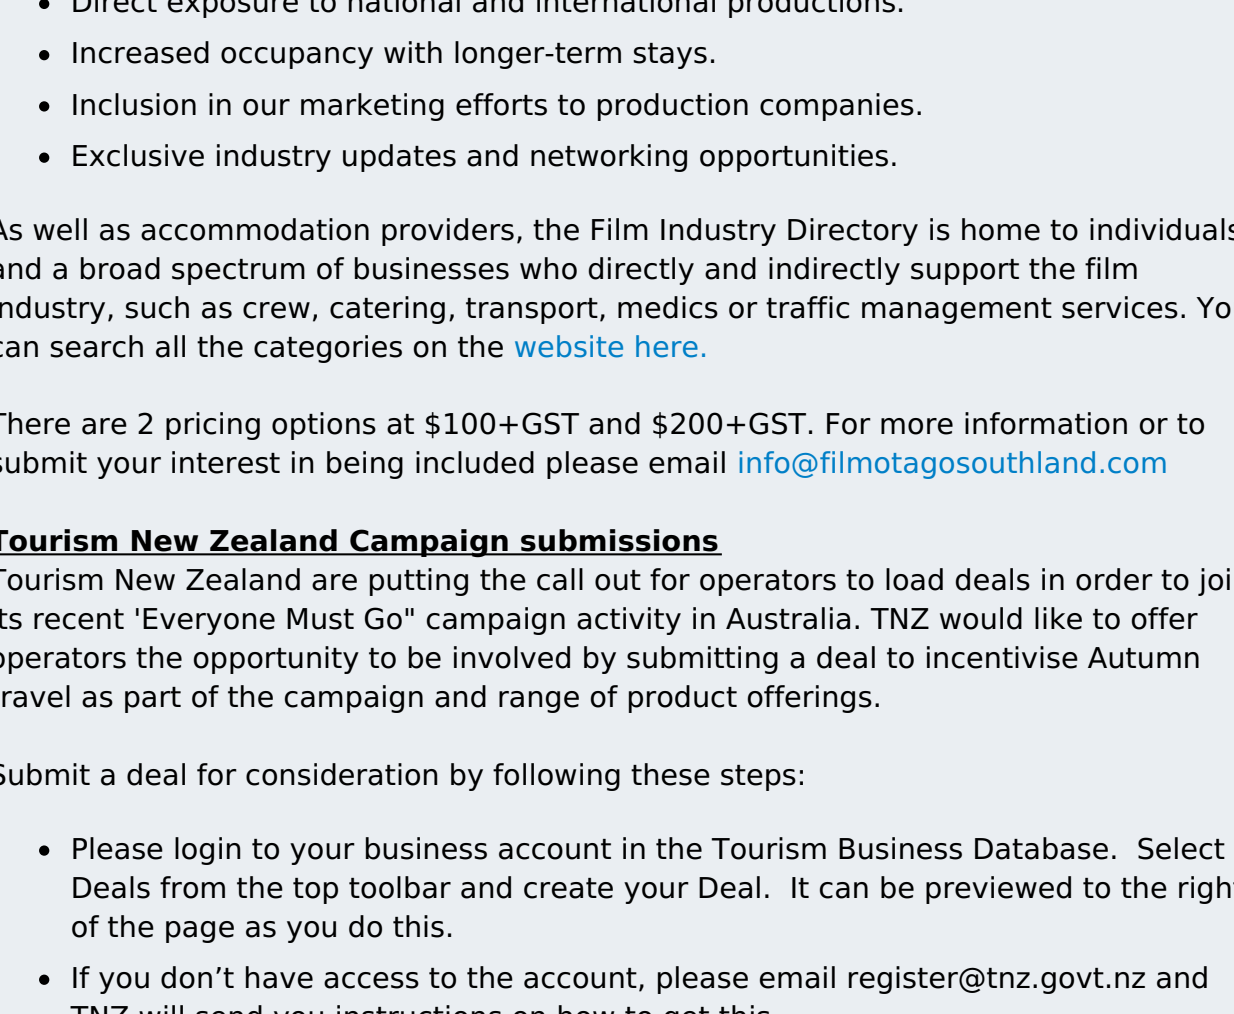 Direct exposure to national and international productions.
Increased occupancy with longer-term stays.
Inclusion in our marketing efforts to production companies.
Exclusive industry updates and networking opportunities.
As well as accommodation providers, the Film Industry Directory is home to individuals
and a broad spectrum of businesses who directly and indirectly support the film
industry, such as crew, catering, transport, medics or traffic management services. Yo
can search all the categories on the website here.
There are 2 pricing options at $100+GST and $200+GST. For more information or to
submit your interest in being included please email info@filmotagosouthland.com
Tourism New Zealand Campaign submissions
Tourism New Zealand are putting the call out for operators to load deals in order to joi
its recent 'Everyone Must Go" campaign activity in Australia. TNZ would like to offer
operators the opportunity to be involved by submitting a deal to incentivise Autumn
travel as part of the campaign and range of product offerings.
Submit a deal for consideration by following these steps:
Please login to your business account in the Tourism Business Database.  Select
Deals from the top toolbar and create your Deal.  It can be previewed to the right
of the page as you do this.
If you don’t have access to the account, please email register@tnz.govt.nz and
TNZ will send you instructions on how to get this